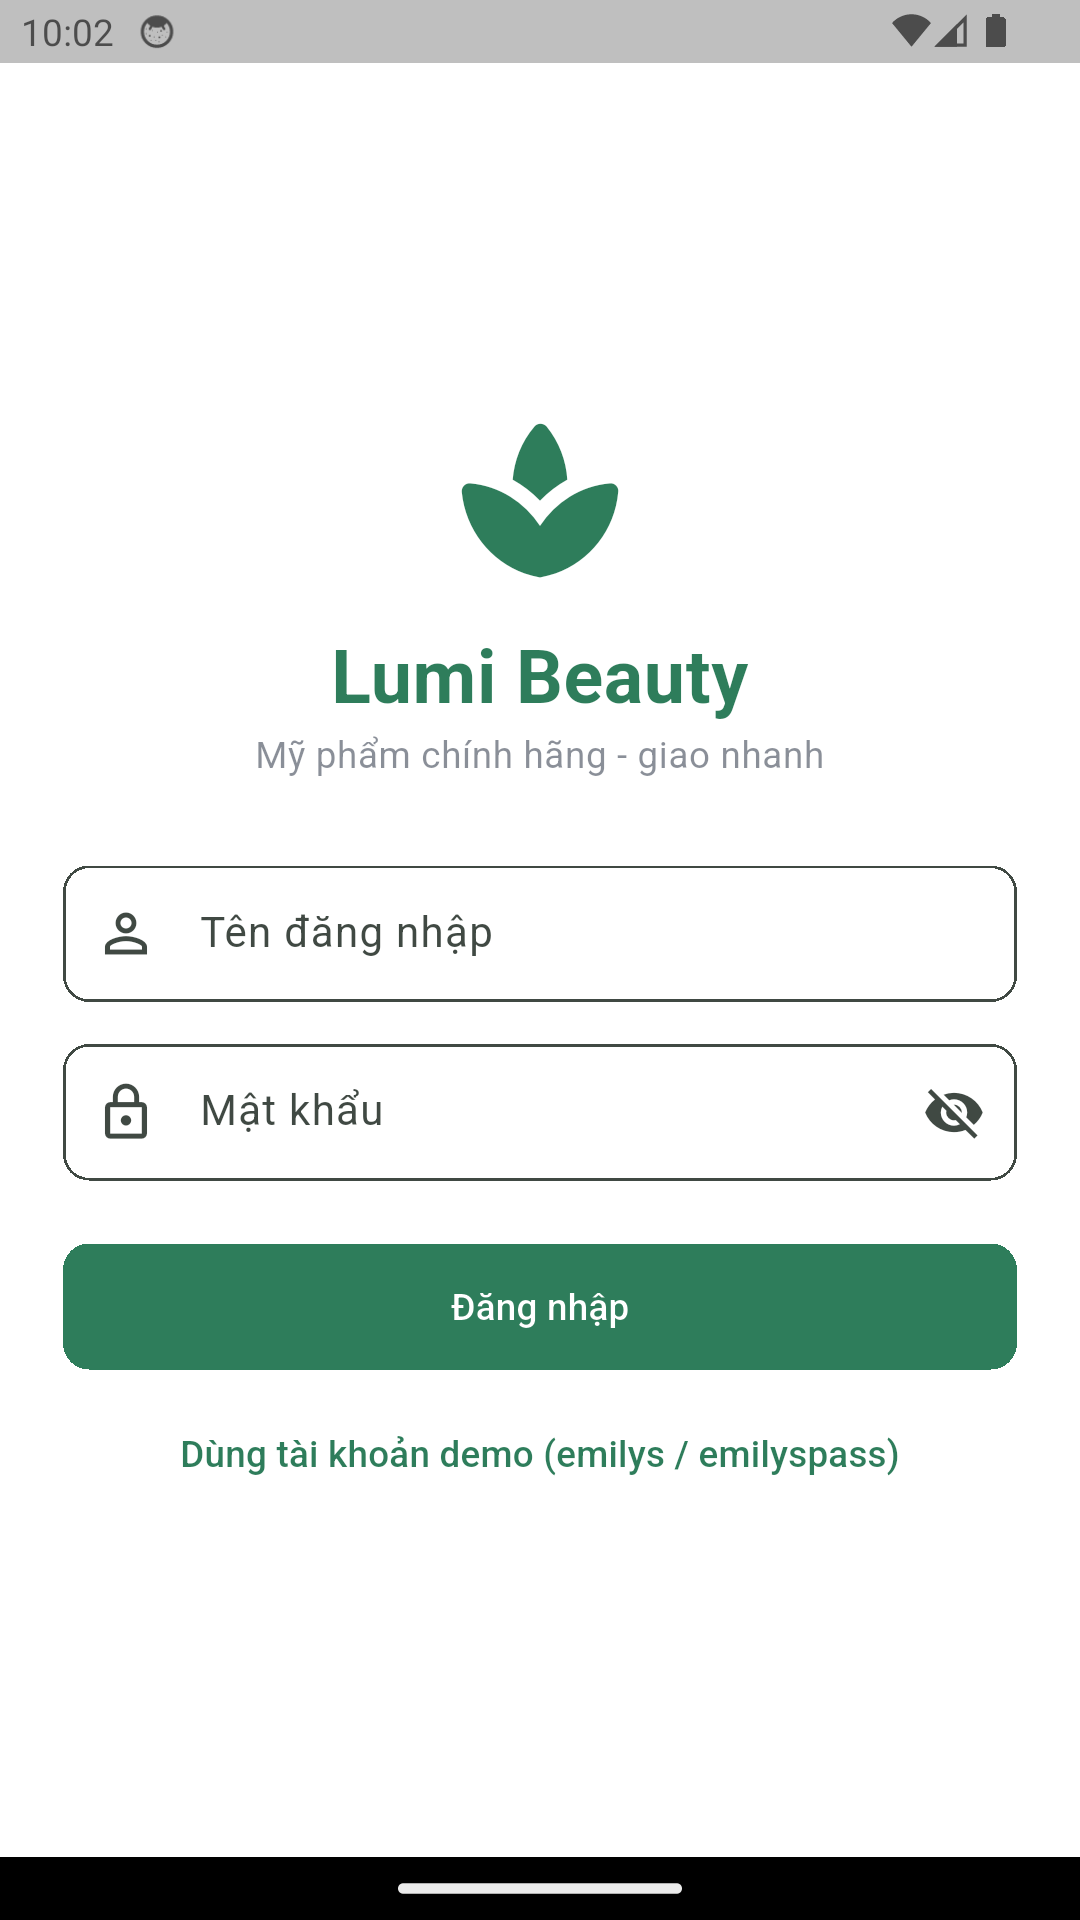 10:02
Lumi Beauty
Mỹ phẩm chính hãng - giao nhanh
Tên đăng nhập
Mật khẩu
Đăng nhập
Dùng tài khoản demo (emilys / emilyspass)